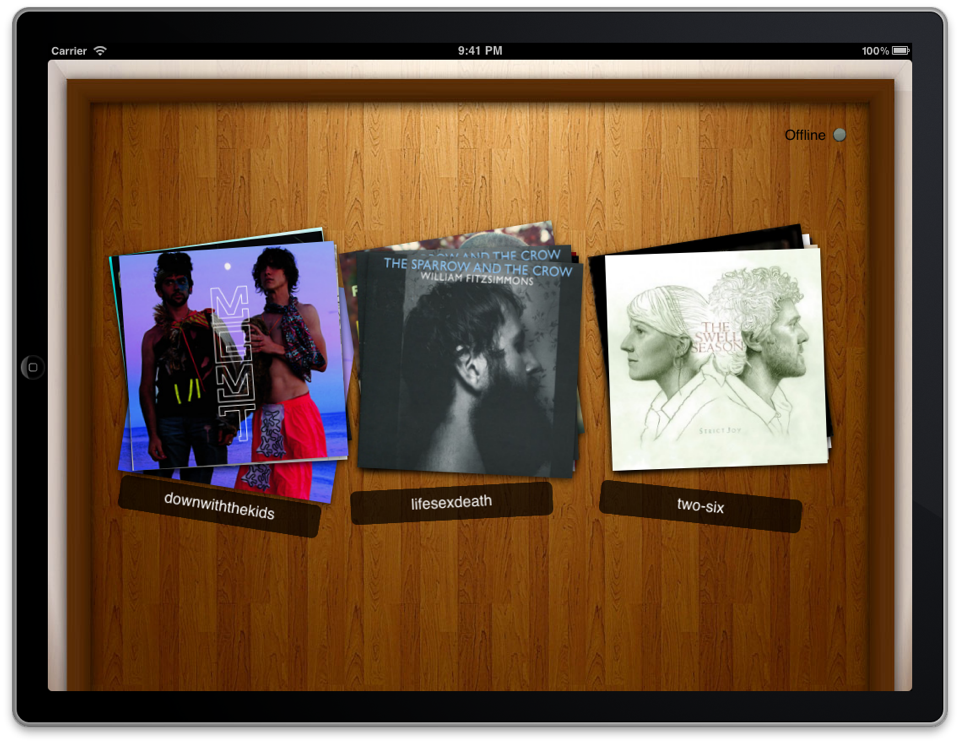 Carrier
9:41 PM
100%
Offline
MGMT
OW AND THE CROW
THE SPARROW AND THE CROW
WILLIAM FITZSIMMONS
THE
SWELL
SEASON
STRICT JOY
downwiththekids
lifesexdeath
two-six